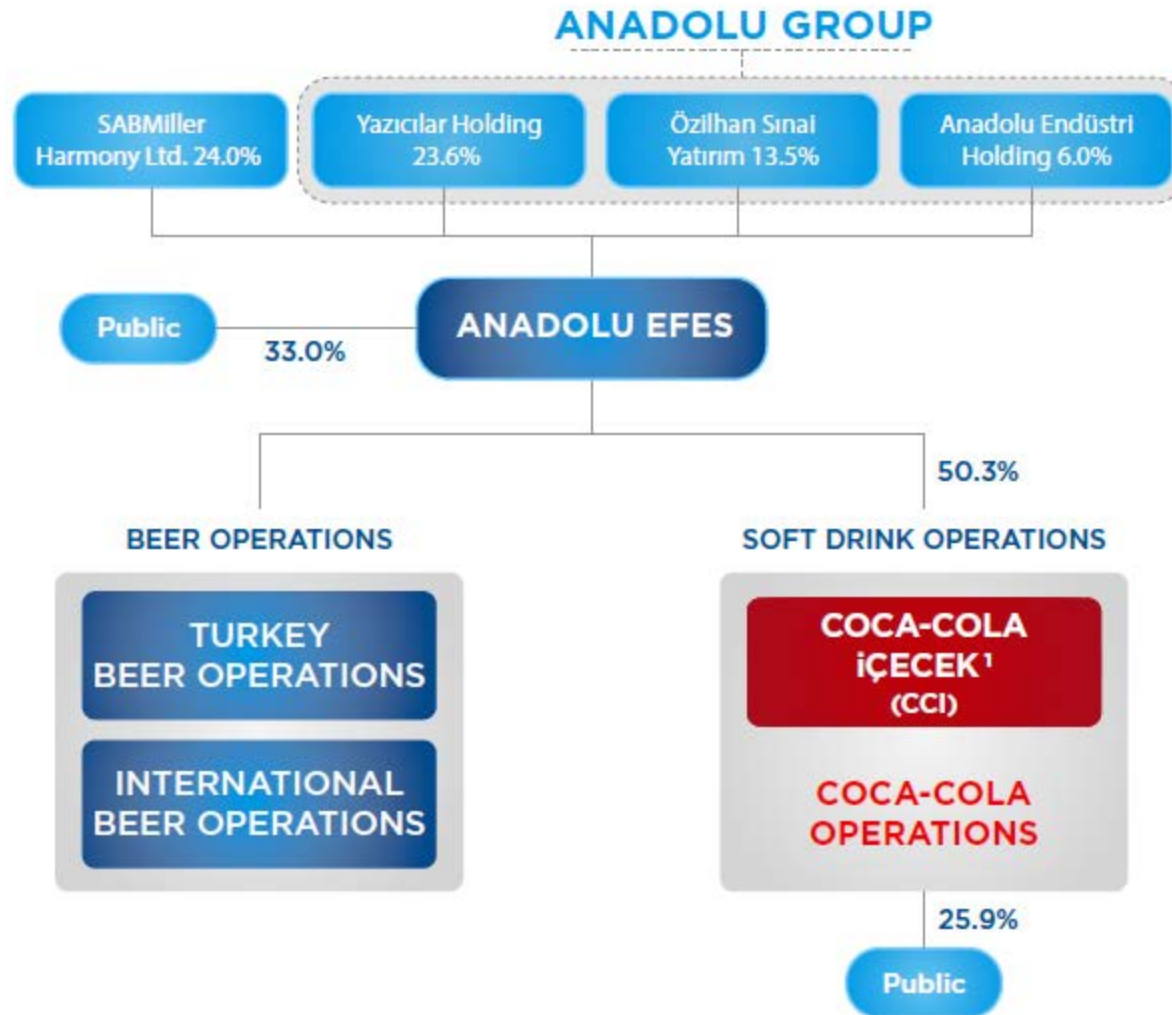 ANADOLU GROUP
SABMiller
Harmony Ltd. 24.0%
Yazıcılar Holding
23.6%
Özilhan Sınai
Yatırım 13.5%
Anadolu Endüstri
Holding 6.0%
Public
33.0%
ANADOLU EFES
50.3%
BEER OPERATIONS
TURKEY
BEER OPERATIONS
INTERNATIONAL
BEER OPERATIONS
SOFT DRINK OPERATIONS
COCA-COLA
iÇECEK¹
(CCI)
COCA-COLA
OPERATIONS
25.9%
Public